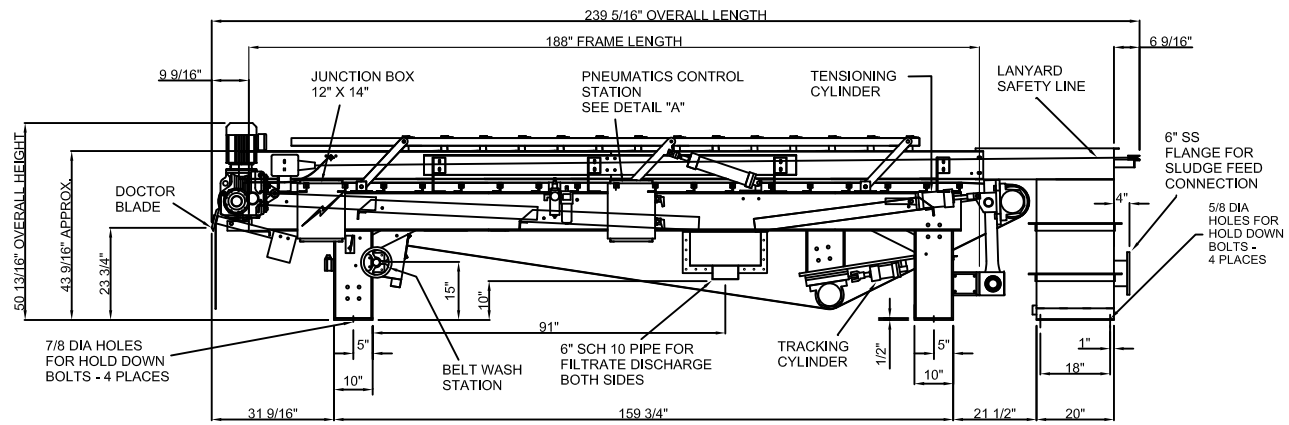 239 5/16" OVERALL LENGTH
188" FRAME LENGTH
6 9/16"
9 9/16"
JUNCTION BOX
12" X 14"
PNEUMATICS CONTROL
STATION
SEE DETAIL "A"
TENSIONING
CYLINDER
LANYARD
SAFETY LINE
50 13/16" OVERALL HEIGHT
43 9/16" APPROX.
23 3/4"
DOCTOR
BLADE
6" SS
FLANGE FOR
SLUDGE FEED
CONNECTION
4"
5/8 DIA
HOLES FOR
HOLD DOWN
BOLTS -
4 PLACES
15"
10"
91"
7/8 DIA HOLES
FOR HOLD DOWN
BOLTS - 4 PLACES
5"
10"
BELT WASH
STATION
6" SCH 10 PIPE FOR
FILTRATE DISCHARGE
BOTH SIDES
TRACKING
CYLINDER
1/2"
5"
10"
1"
18"
31 9/16"
159 3/4"
21 1/2"
20"